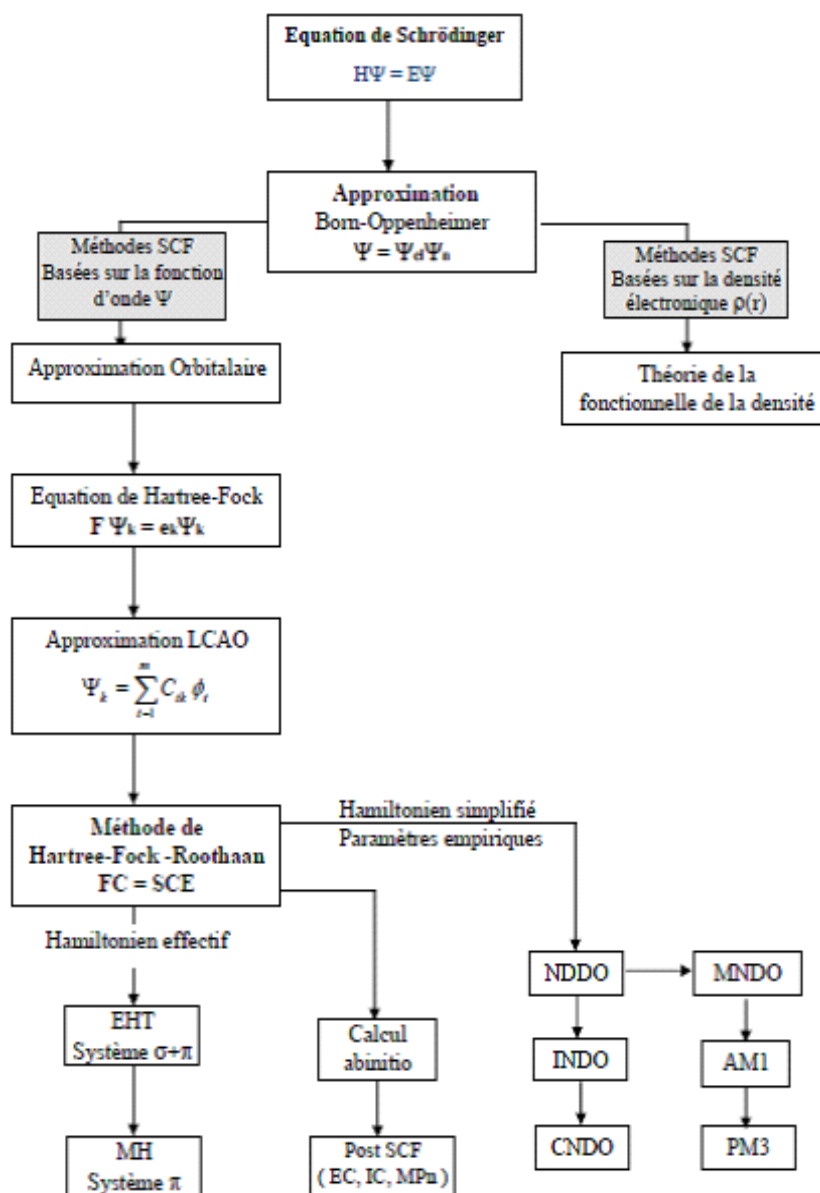 Equation de Schrödinger
HΨ = EΨ
Approximation
Born-Oppenheimer
Ψ = ΨelΨn
Méthodes SCF
Basées sur la fonction
d'onde Ψ
Méthodes SCF
Basées sur la densité
électronique ρ(r)
Approximation Orbitalaire
Théorie de la
fonctionnelle de la densité
Equation de Hartree-Fock
F Ψk = ekΨk
Approximation LCAO
Ψk = ∑ i=1 m Cik ϕi
Méthode de
Hartree-Fock -Roothaan
FC = SCE
Hamiltonien simplifié
Paramètres empiriques
Hamiltonien effectif
NDDO
MNDO
EHT
Système σ+π
Calcul
abinitio
INDO
AM1
MH
Système π
Post SCF
( EC, IC, MPn )
CNDO
PM3